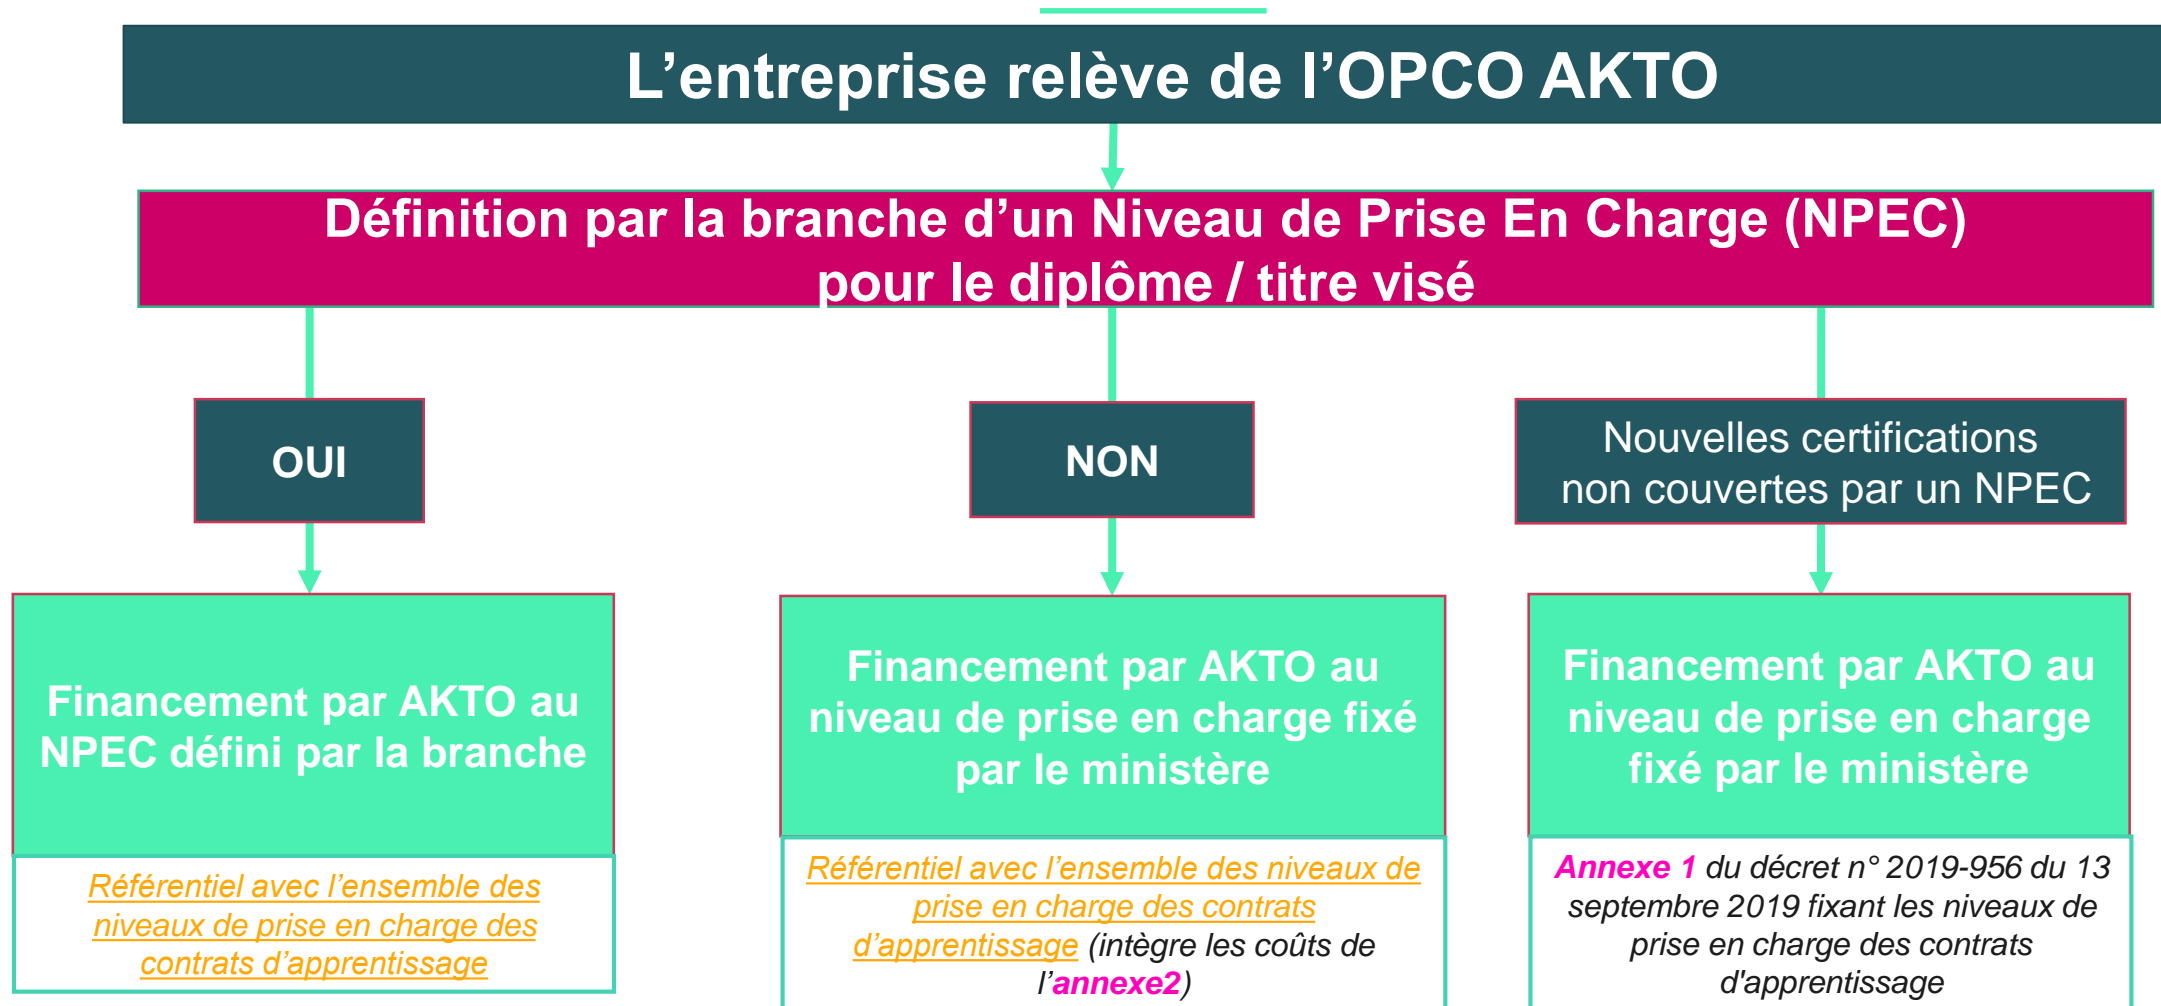 L’entreprise relève de l’OPCO AKTO
Définition par la branche d’un Niveau de Prise En Charge (NPEC)
pour le diplôme / titre visé
OUI
NON
Nouvelles certifications
non couvertes par un NPEC
Financement par AKTO au
NPEC défini par la branche
Référentiel avec l’ensemble des
niveaux de prise en charge des
contrats d’apprentissage
Financement par AKTO au
niveau de prise en charge fixé
par le ministère
Référentiel avec l’ensemble des niveaux de
prise en charge des contrats
d’apprentissage (intègre les coûts de
l’annexe2)
Financement par AKTO au
niveau de prise en charge
fixé par le ministère
Annexe 1 du décret n° 2019-956 du 13
septembre 2019 fixant les niveaux de
prise en charge des contrats
d'apprentissage